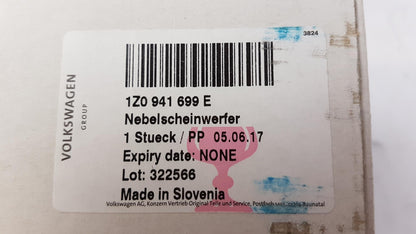 3824
VOLKSWAGEN
GROUP
1Z0 941 699 E
Nebelscheinwerfer
1 Stueck / PP 05.06.17
Expiry date: NONE
Lot: 322566
Made in Slovenia
Volkswagen AG, Konzern Vertrieb Original Teile und Service, Baunatal